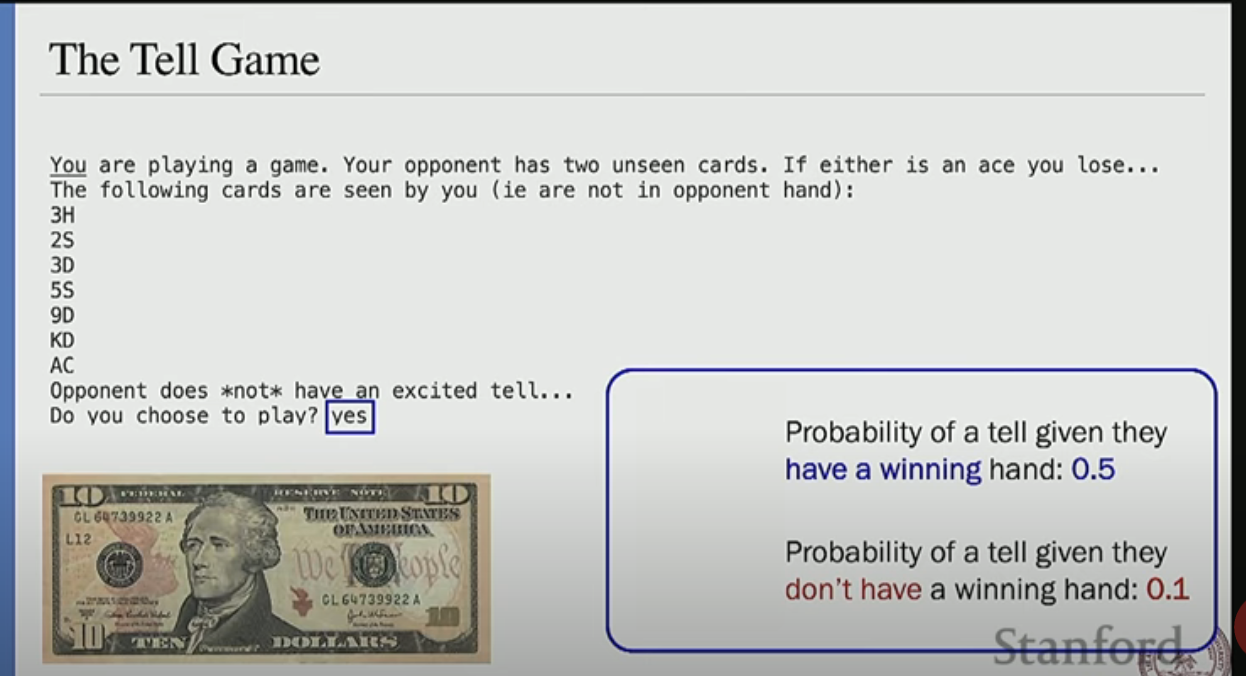 The Tell Game
You are playing a game. Your opponent has two unseen cards. If either is an ace you lose...
The following cards are seen by you (ie are not in opponent hand):
3H
2S
3D
5S
9D
KD
AC
Opponent does *not* have an excited tell...
Do you choose to play? yes
Probability of a tell given they
have a winning hand: 0.5
Probability of a tell given they
don't have a winning hand: 0.1
10 FEDERAL RESERVE NOTE 10
GL 64739922 A
THE UNITED STATES
OF AMERICA
L12
We the People
GL 64739922 A
10 TEN DOLLARS 10
Stanford